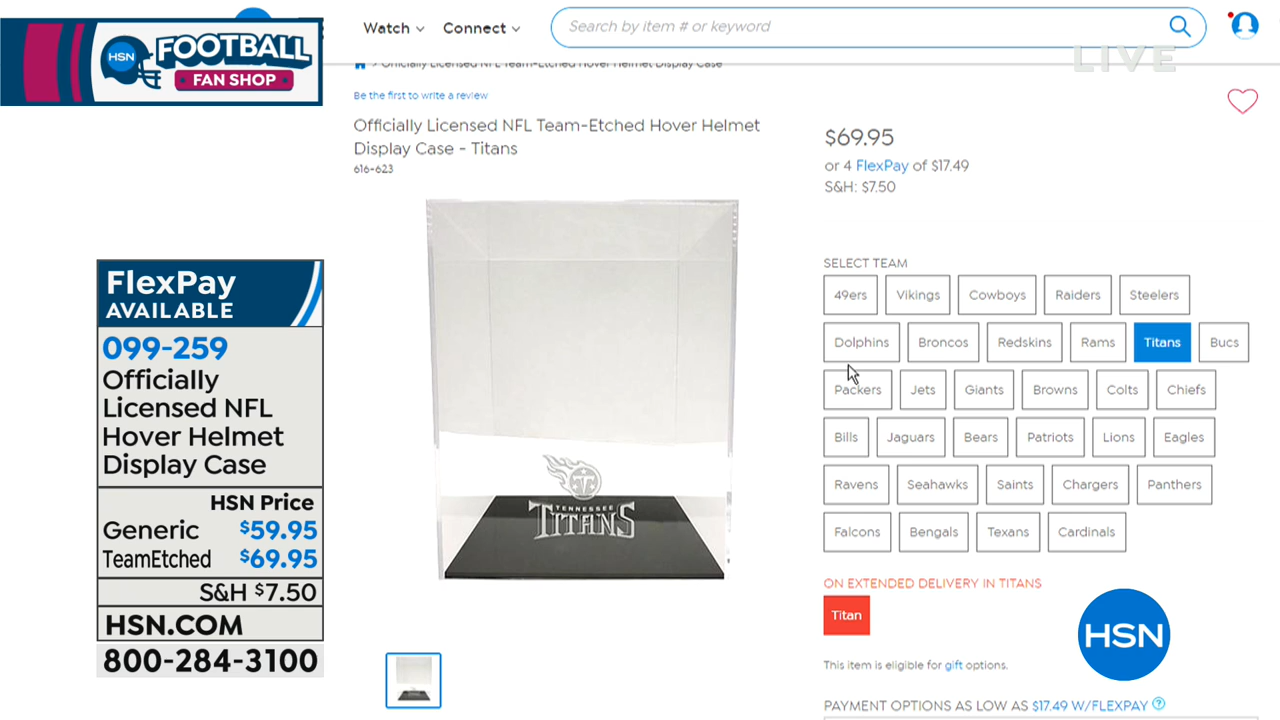 HSN
FOOTBALL
FAN SHOP
Watch
Connect
Search by item # or keyword
LIVE
> Officially Licensed NFL Team-Etched Hover Helmet Display Case
Be the first to write a review
Officially Licensed NFL Team-Etched Hover Helmet
Display Case - Titans
616-623
$69.95
or 4 FlexPay of $17.49
S&H: $7.50
SELECT TEAM
49ers Vikings Cowboys Raiders Steelers
Dolphins Broncos Redskins Rams Titans Bucs
Packers Jets Giants Browns Colts Chiefs
Bills Jaguars Bears Patriots Lions Eagles
Ravens Seahawks Saints Chargers Panthers
Falcons Bengals Texans Cardinals
ON EXTENDED DELIVERY IN TITANS
Titan
This item is eligible for gift options.
PAYMENT OPTIONS AS LOW AS $17.49 W/FLEXPAY ?
HSN
TENNESSEE
TITANS
FlexPay
AVAILABLE
099-259
Officially
Licensed NFL
Hover Helmet
Display Case
HSN Price
Generic $59.95
TeamEtched $69.95
S&H $7.50
HSN.COM
800-284-3100